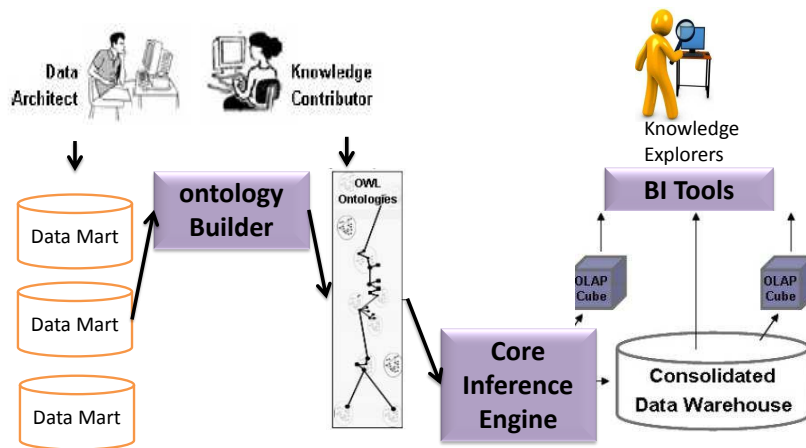 Data
Architect
Knowledge
Contributor
Knowledge
Explorers
BI Tools
ontology
Builder
OWL
Ontologies
Data Mart
Data Mart
Data Mart
OLAP
Cube
OLAP
Cube
Core
Inference
Engine
Consolidated
Data Warehouse